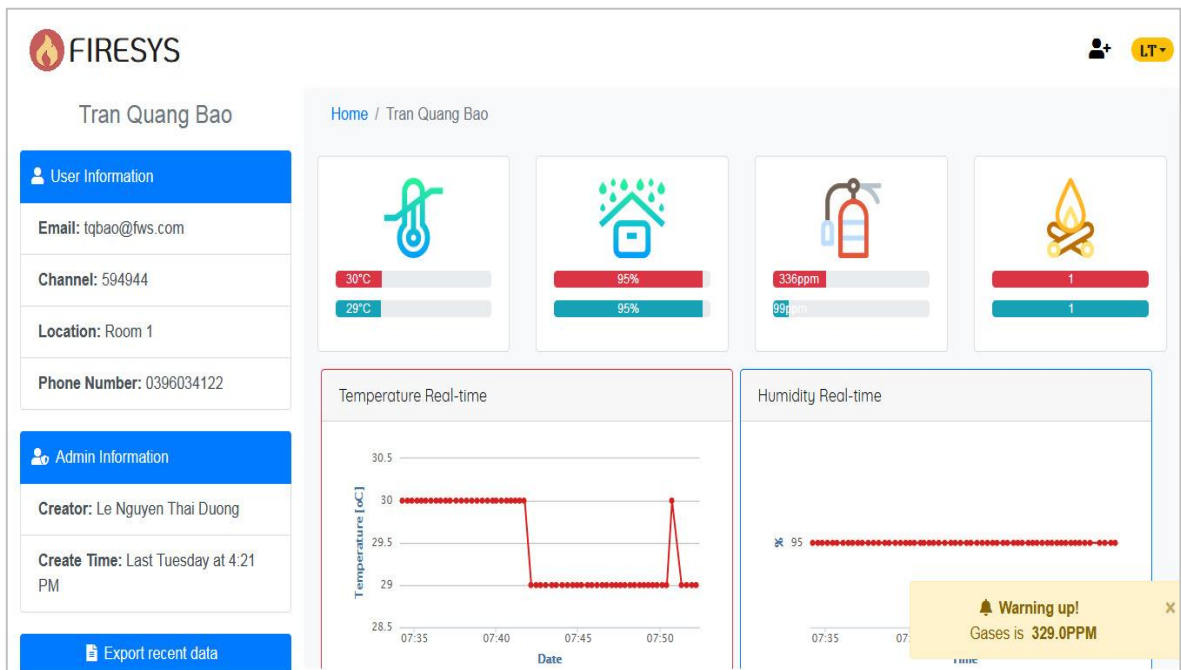 FIRESYS
LT
Tran Quang Bao
Home / Tran Quang Bao
User Information
Email: tqbao@fws.com
Channel: 594944
Location: Room 1
Phone Number: 0396034122
Admin Information
Creator: Le Nguyen Thai Duong
Create Time: Last Tuesday at 4:21
PM
Export recent data
30°C
29°C
95%
95%
336ppm
99ppm
1
1
Temperature Real-time
30.5
30
29.5
29
28.5
Temperature [oC]
07:35 07:40 07:45 07:50
Date
Humidity Real-time
% 95
07:35 07:
Time
Warning up! ×
Gases is 329.0PPM